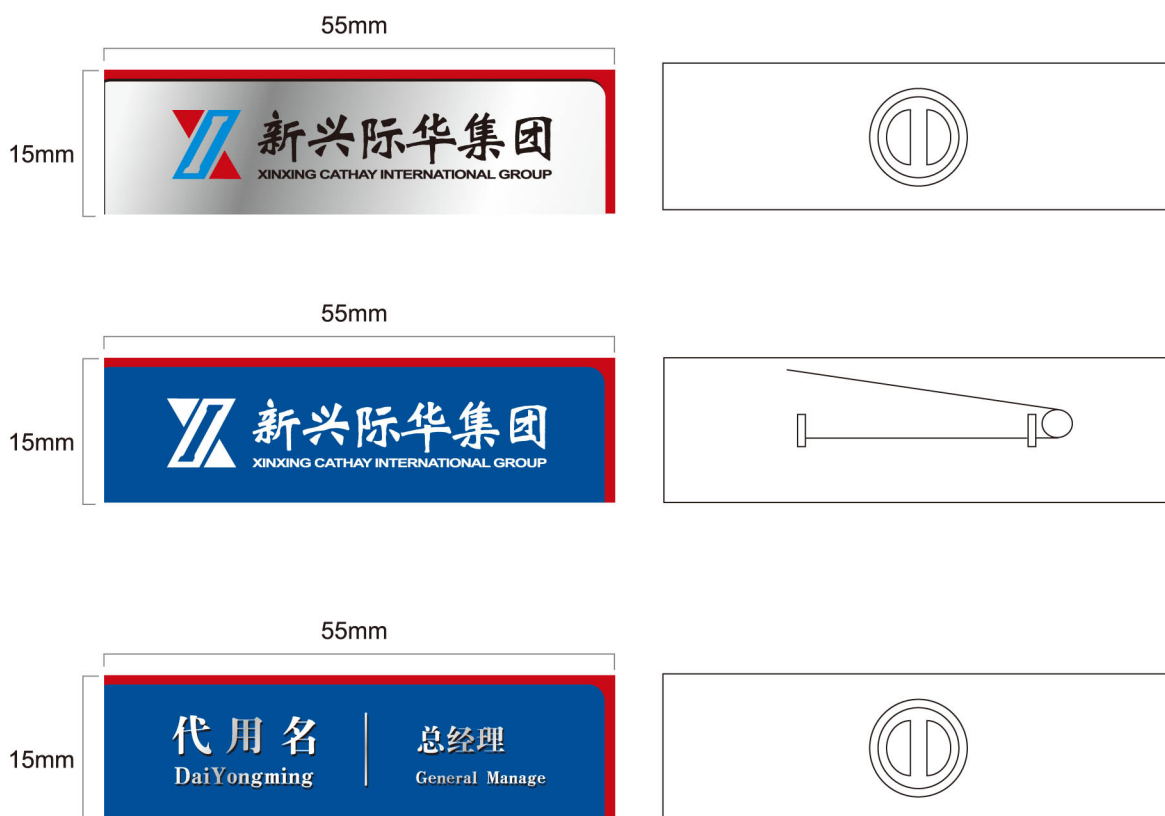 55mm
15mm
新兴际华集团
XINXING CATHAY INTERNATIONAL GROUP
55mm
15mm
新兴际华集团
XINXING CATHAY INTERNATIONAL GROUP
55mm
15mm
代用名 总经理
DaiYongming General Manage